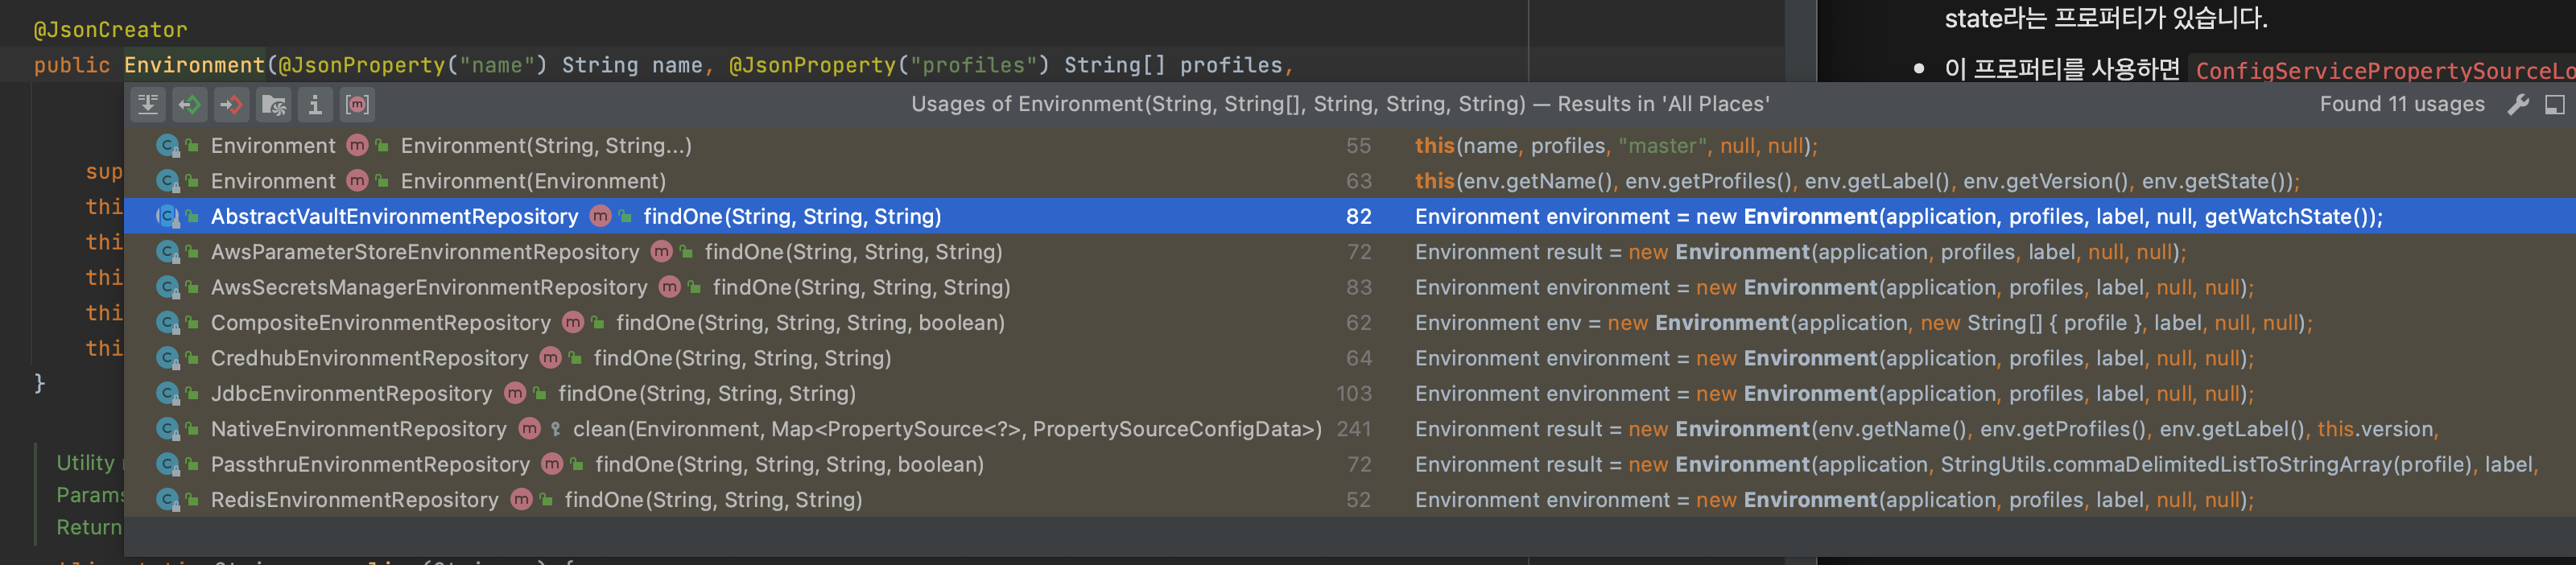 @JsonCreator
public Environment(@JsonProperty("name") String name, @JsonProperty("profiles") String[] profiles,
state라는 프로퍼티가 있습니다.
• 이 프로퍼티를 사용하면 ConfigServicePropertySourceLo
Usages of Environment(String, String[], String, String, String) — Results in 'All Places' Found 11 usages
Environment m Environment(String, String...) 55 this(name, profiles, "master", null, null);
Environment m Environment(Environment) 63 this(env.getName(), env.getProfiles(), env.getLabel(), env.getVersion(), env.getState());
AbstractVaultEnvironmentRepository m findOne(String, String, String) 82 Environment environment = new Environment(application, profiles, label, null, getWatchState());
AwsParameterStoreEnvironmentRepository m findOne(String, String, String) 72 Environment result = new Environment(application, profiles, label, null, null);
AwsSecretsManagerEnvironmentRepository m findOne(String, String, String) 83 Environment environment = new Environment(application, profiles, label, null, null);
CompositeEnvironmentRepository m findOne(String, String, String, boolean) 62 Environment env = new Environment(application, new String[] { profile }, label, null, null);
CredhubEnvironmentRepository m findOne(String, String, String) 64 Environment environment = new Environment(application, profiles, label, null, null);
JdbcEnvironmentRepository m findOne(String, String, String) 103 Environment environment = new Environment(application, profiles, label, null, null);
NativeEnvironmentRepository m clean(Environment, Map<PropertySource<?>, PropertySourceConfigData>) 241 Environment result = new Environment(env.getName(), env.getProfiles(), env.getLabel(), this.version,
PassthruEnvironmentRepository m findOne(String, String, String, boolean) 72 Environment result = new Environment(application, StringUtils.commaDelimitedListToStringArray(profile), label,
RedisEnvironmentRepository m findOne(String, String, String) 52 Environment environment = new Environment(application, profiles, label, null, null);
sup
thi
thi
thi
thi
thi
}
Utility
Params
Return